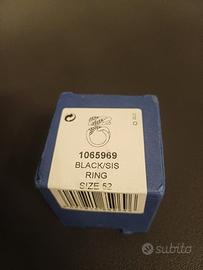 1065969
BLACK/SIS
RING
SIZE 52
subito